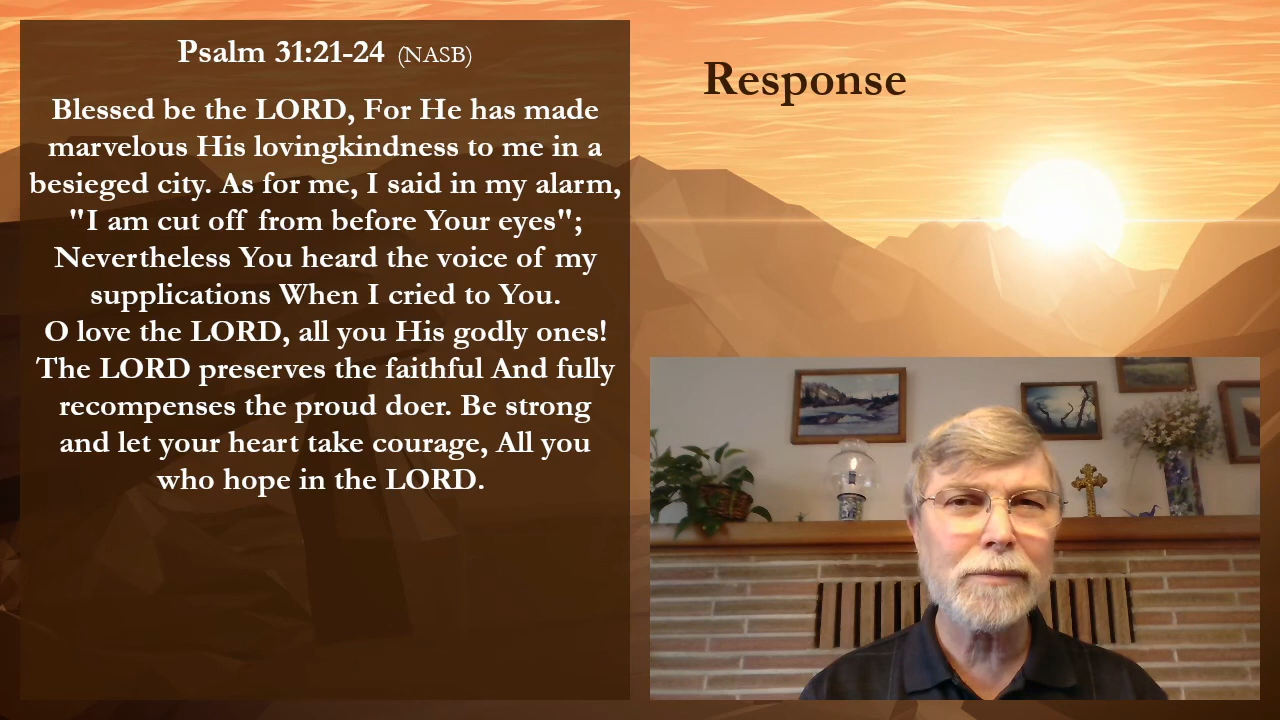 Psalm 31:21-24 (NASB)
Blessed be the LORD, For He has made
marvelous His lovingkindness to me in a
besieged city. As for me, I said in my alarm,
"I am cut off from before Your eyes";
Nevertheless You heard the voice of my
supplications When I cried to You.
O love the LORD, all you His godly ones!
The LORD preserves the faithful And fully
recompenses the proud doer. Be strong
and let your heart take courage, All you
who hope in the LORD.
Response